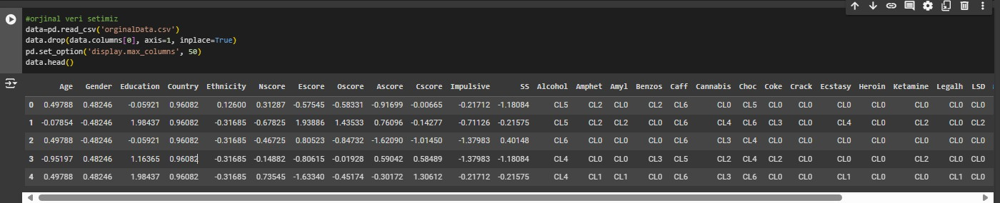 #orjinal veri setimiz
data=pd.read_csv('orginalData.csv')
data.drop(data.columns[0], axis=1, inplace=True)
pd.set_option('display.max_columns', 50)
data.head()
Age Gender Education Country Ethnicity Nscore Escore Oscore Ascore Cscore Impulsive SS Alcohol Amphet Amyl Benzos Caff Cannabis Choc Coke Crack Ecstasy Heroin Ketamine Legalh LSD
0 0.49788 0.48246 -0.05921 0.96082 0.12600 0.31287 -0.57545 -0.58331 -0.91699 -0.00665 -0.21712 -1.18084 CL5 CL2 CL0 CL2 CL6 CL0 CL5 CL0 CL0 CL0 CL0 CL0 CL0 CL0
1 -0.07854 -0.48246 1.98437 0.96082 -0.31685 -0.67825 1.93886 1.43533 0.76096 -0.14277 -0.71126 -0.21575 CL5 CL2 CL2 CL0 CL6 CL4 CL6 CL3 CL0 CL4 CL0 CL2 CL0 CL2
2 0.49788 -0.48246 -0.05921 0.96082 -0.31685 -0.46725 0.80523 -0.84732 -1.62090 -1.01450 -1.37983 0.40148 CL6 CL0 CL0 CL0 CL6 CL3 CL4 CL0 CL0 CL0 CL0 CL0 CL0 CL0
3 -0.95197 0.48246 1.16365 0.96082 -0.31685 -0.14882 -0.80615 -0.01928 0.59042 0.58489 -1.37983 -1.18084 CL4 CL0 CL0 CL3 CL5 CL2 CL4 CL2 CL0 CL0 CL0 CL2 CL0 CL0
4 0.49788 0.48246 1.98437 0.96082 -0.31685 0.73545 -1.63340 -0.45174 -0.30172 1.30612 -0.21712 -0.21575 CL4 CL1 CL1 CL0 CL6 CL3 CL6 CL0 CL0 CL1 CL0 CL0 CL1 CL0